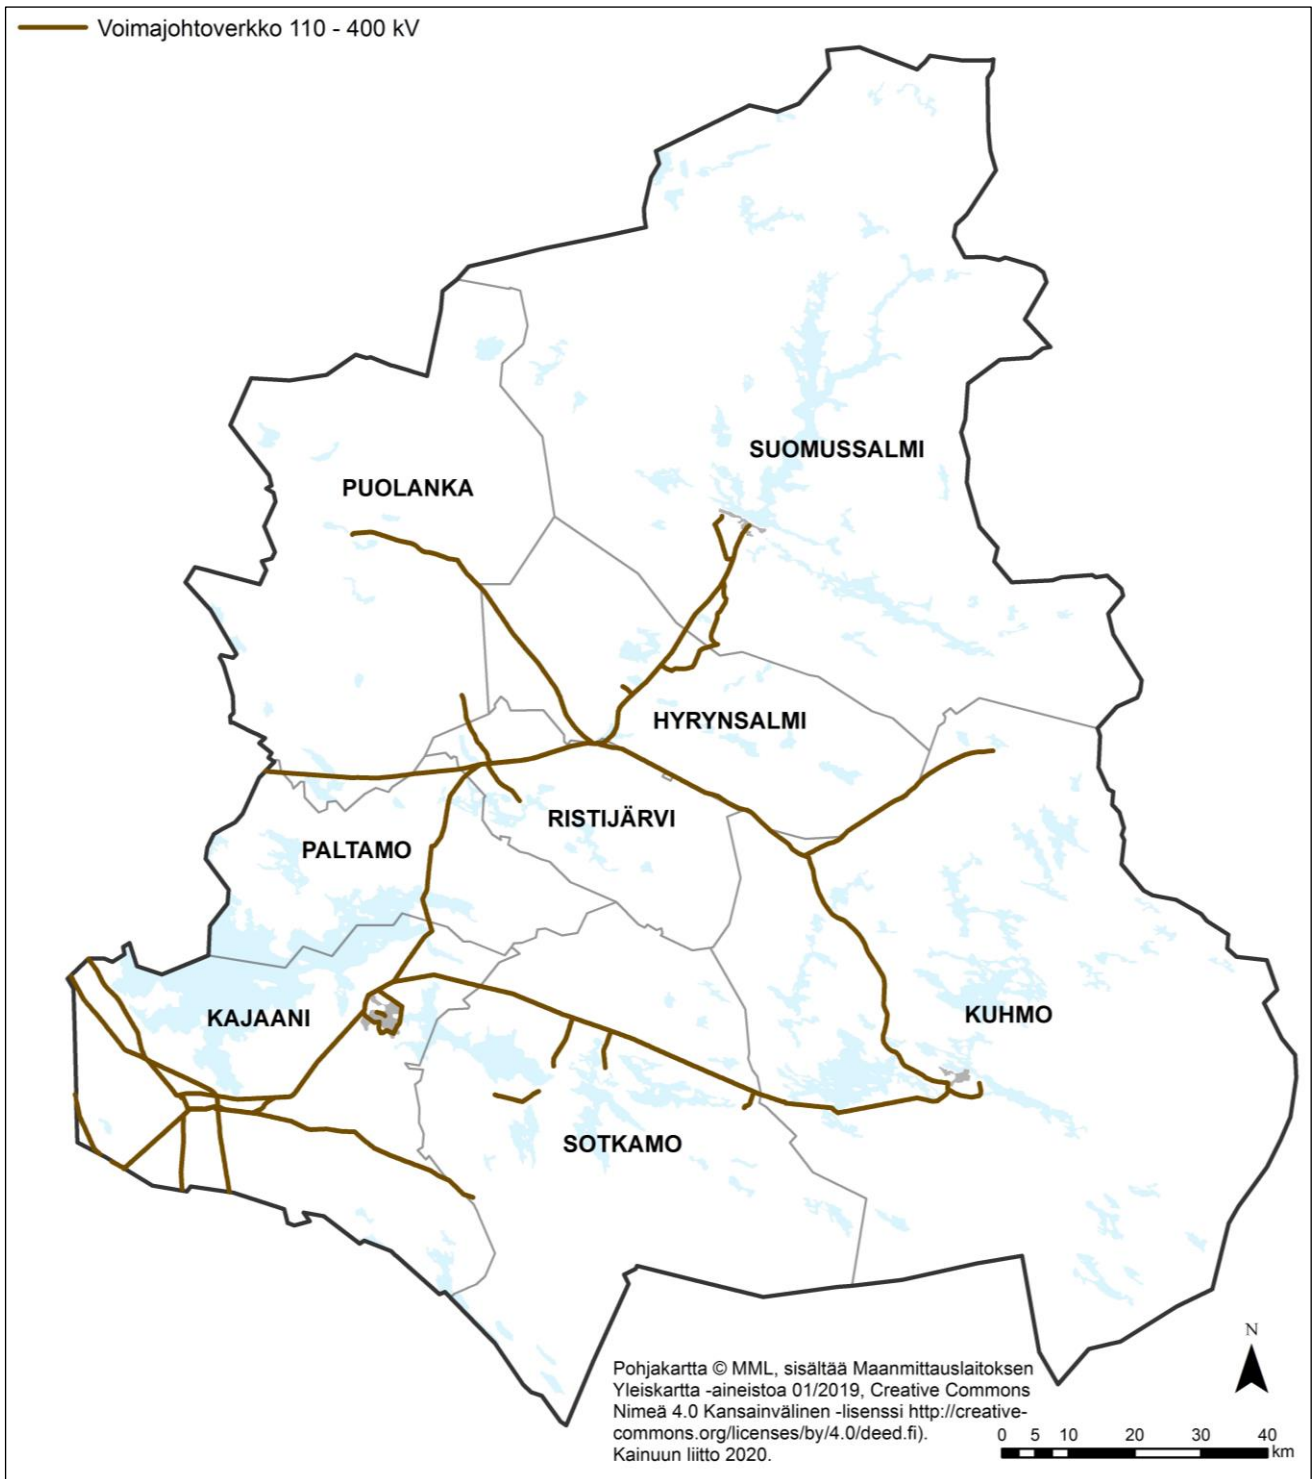 Voimajohtoverkko 110 - 400 kV
SUOMUSSALMI
PUOLANKA
HYRYNSALMI
RISTIJÄRVI
PALTAMO
KAJAANI
KUHMO
SOTKAMO
N
Pohjakartta © MML, sisältää Maanmittauslaitoksen
Yleiskartta -aineistoa 01/2019, Creative Commons
Nimeä 4.0 Kansainvälinen -lisenssi http://creative-
commons.org/licenses/by/4.0/deed.fi).
Kainuun liitto 2020.
0 5 10 20 30 40
km